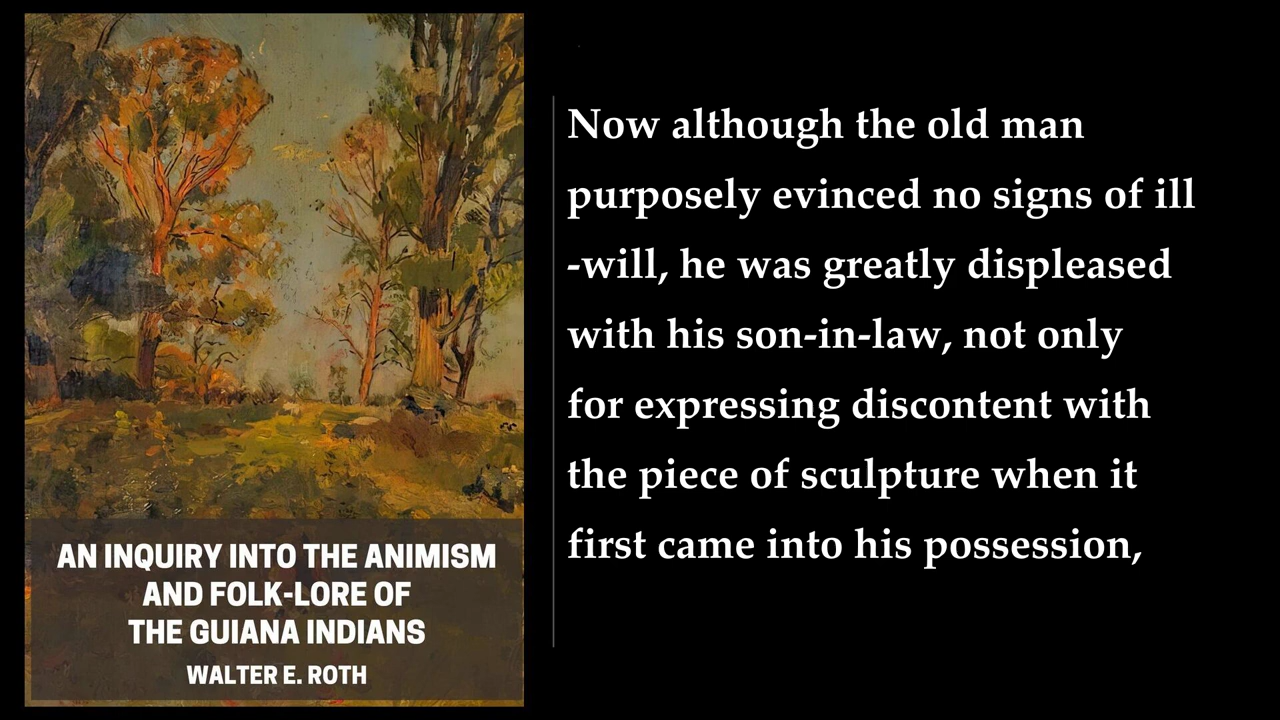 Now although the old man
purposely evinced no signs of ill
-will, he was greatly displeased
with his son-in-law, not only
for expressing discontent with
the piece of sculpture when it
first came into his possession,
AN INQUIRY INTO THE ANIMISM
AND FOLK-LORE OF
THE GUIANA INDIANS
WALTER E. ROTH